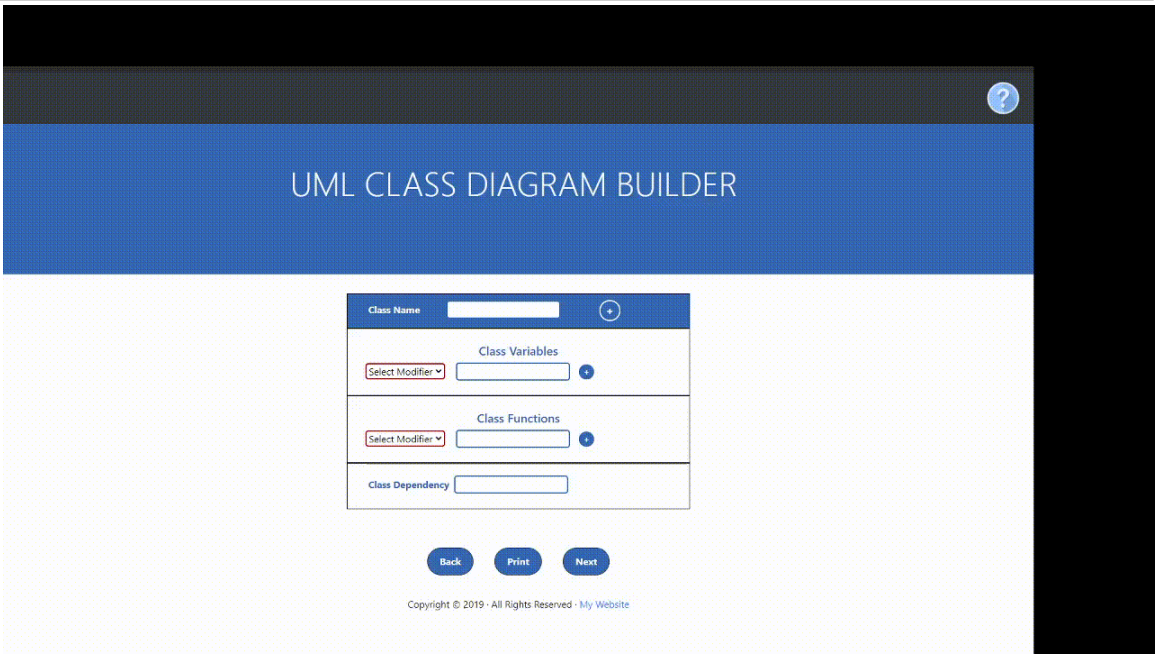 ?
UML CLASS DIAGRAM BUILDER
Class Name +
Class Variables
Select Modifier +
Class Functions
Select Modifier +
Class Dependency
Back Print Next
Copyright © 2019 · All Rights Reserved · My Website